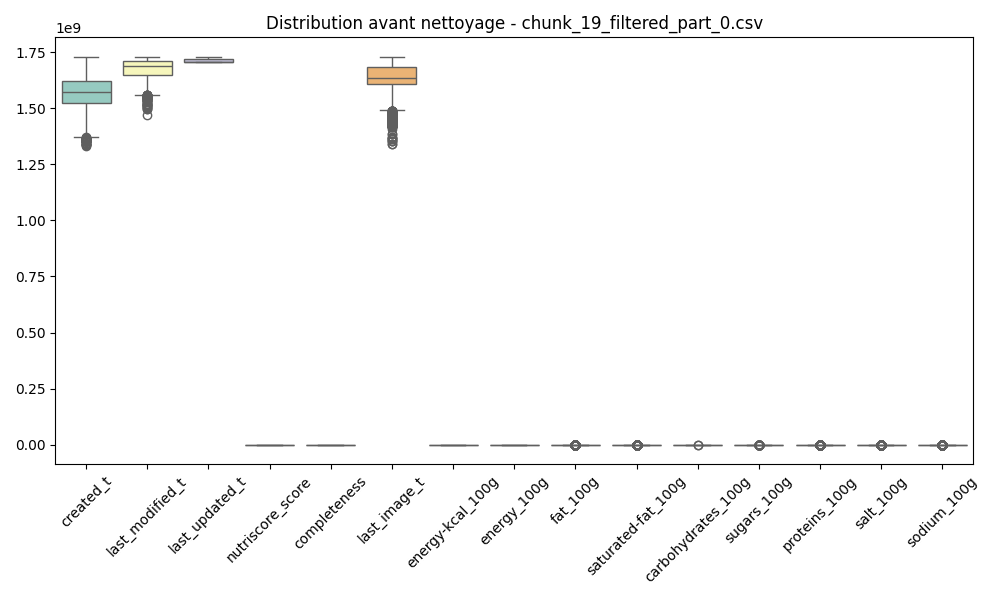 Distribution avant nettoyage - chunk_19_filtered_part_0.csv
1e9
1.75
1.50
1.25
1.00
0.75
0.50
0.25
0.00
created_t
last_modified_t
last_updated_t
nutriscore_score
completeness
last_image_t
energy-kcal_100g
energy_100g
fat_100g
saturated-fat_100g
carbohydrates_100g
sugars_100g
proteins_100g
salt_100g
sodium_100g